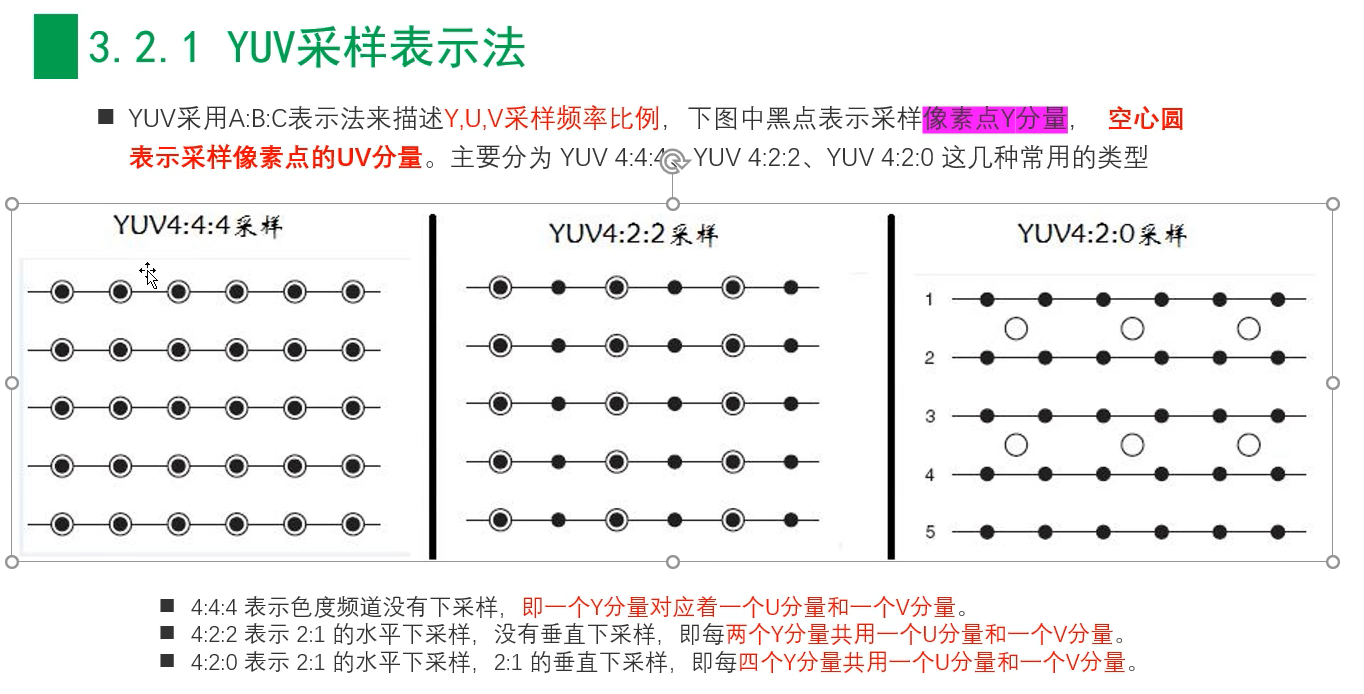 3.2.1 YUV采样表示法
YUV采用A:B:C表示法来描述Y,U,V采样频率比例，下图中黑点表示采样像素点Y分量， 空心圆
表示采样像素点的UV分量。主要分为 YUV 4:4:4、YUV 4:2:2、YUV 4:2:0 这几种常用的类型
YUV4:4:4采样
YUV4:2:2采样
YUV4:2:0采样
1
2
3
4
5
4:4:4 表示色度频道没有下采样，即一个Y分量对应着一个U分量和一个V分量。
4:2:2 表示 2:1 的水平下采样，没有垂直下采样，即每两个Y分量共用一个U分量和一个V分量。
4:2:0 表示 2:1 的水平下采样，2:1 的垂直下采样，即每四个Y分量共用一个U分量和一个V分量。